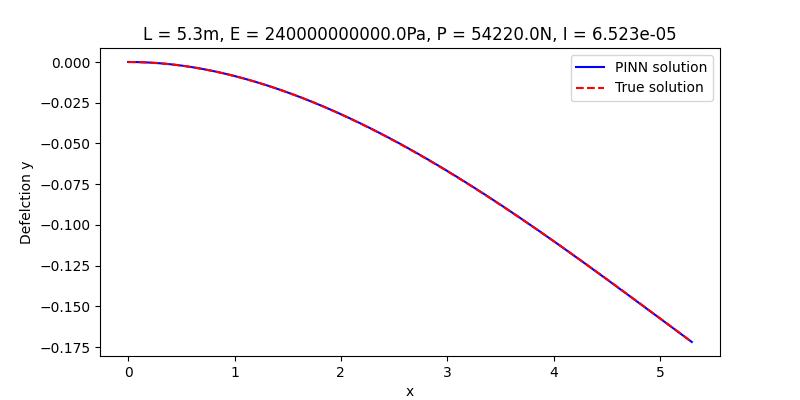 L = 5.3m, E = 240000000000.0Pa, P = 54220.0N, I = 6.523e-05
PINN solution
True solution
0.000
−0.025
−0.050
−0.075
−0.100
−0.125
−0.150
−0.175
Defelction y
0 1 2 3 4 5
x